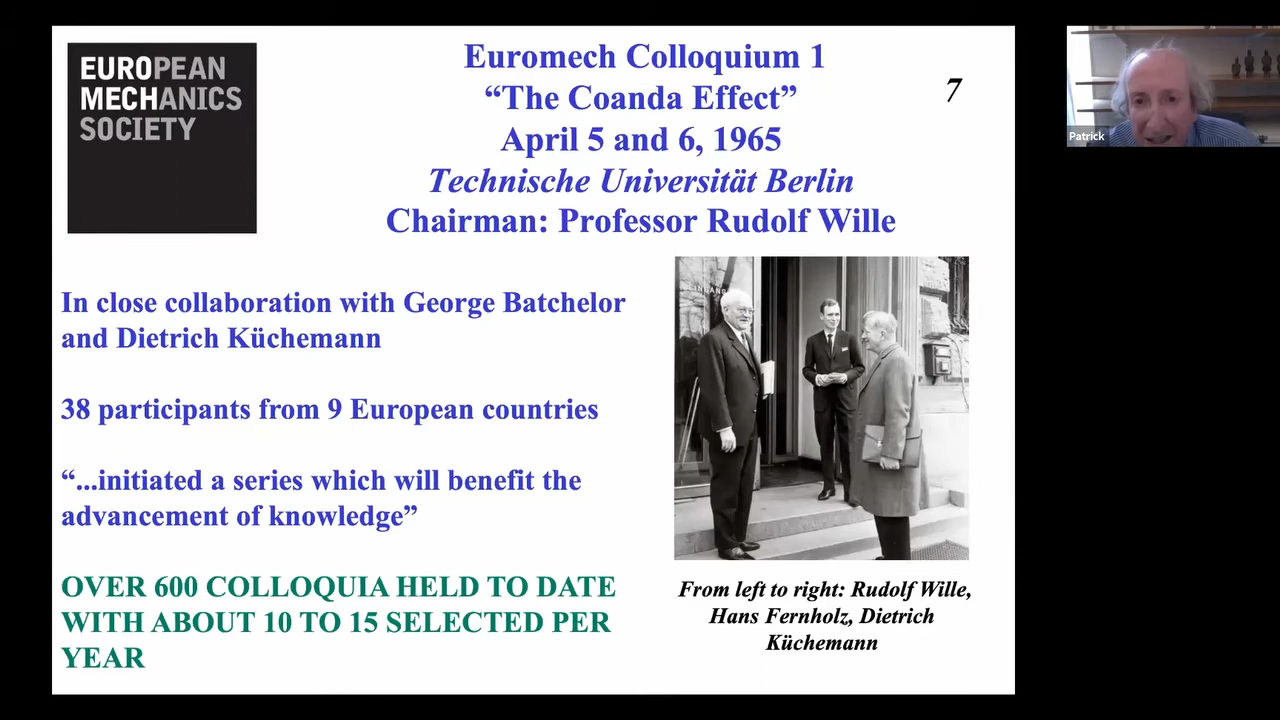 EUROPEAN
MECHANICS
SOCIETY
Euromech Colloquium 1
“The Coanda Effect”
April 5 and 6, 1965
Technische Universität Berlin
Chairman: Professor Rudolf Wille
7
Patrick
In close collaboration with George Batchelor
and Dietrich Küchemann
38 participants from 9 European countries
“...initiated a series which will benefit the
advancement of knowledge”
OVER 600 COLLOQUIA HELD TO DATE
WITH ABOUT 10 TO 15 SELECTED PER
YEAR
From left to right: Rudolf Wille,
Hans Fernholz, Dietrich
Küchemann